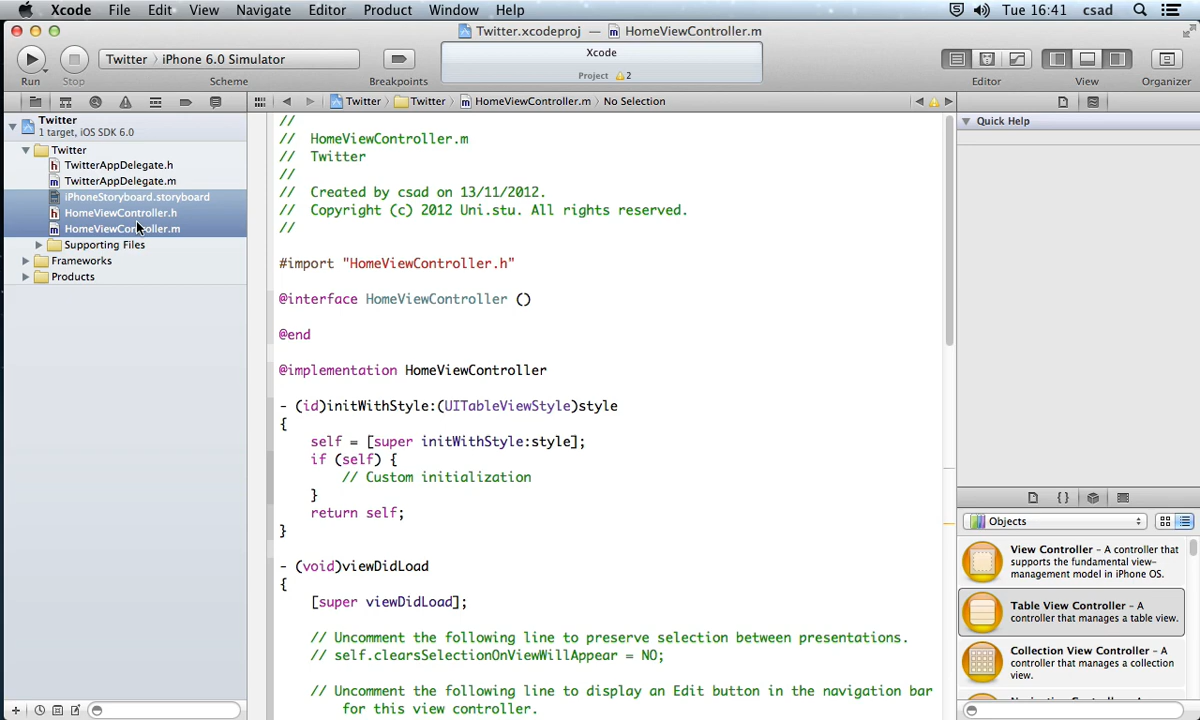 Xcode File Edit View Navigate Editor Product Window Help Tue 16:41 csad
Twitter.xcodeproj — HomeViewController.m
Twitter > iPhone 6.0 Simulator
Xcode
Project 2
Run Stop Scheme Breakpoints Editor View Organizer
Twitter > Twitter > HomeViewController.m > No Selection
Twitter
1 target, iOS SDK 6.0
Twitter
TwitterAppDelegate.h
TwitterAppDelegate.m
iPhoneStoryboard.storyboard
HomeViewController.h
HomeViewController.m
Supporting Files
Frameworks
Products
//
// HomeViewController.m
// Twitter
//
// Created by csad on 13/11/2012.
// Copyright (c) 2012 Uni.stu. All rights reserved.
//
#import "HomeViewController.h"
@interface HomeViewController ()
@end
@implementation HomeViewController
- (id)initWithStyle:(UITableViewStyle)style
{
self = [super initWithStyle:style];
if (self) {
// Custom initialization
}
return self;
}
- (void)viewDidLoad
{
[super viewDidLoad];
// Uncomment the following line to preserve selection between presentations.
// self.clearsSelectionOnViewWillAppear = NO;
// Uncomment the following line to display an Edit button in the navigation bar
for this view controller.
Quick Help
{ }
Objects
View Controller - A controller that
supports the fundamental view-
management model in iPhone OS.
Table View Controller - A
controller that manages a table view.
Collection View Controller - A
controller that manages a collection
view.